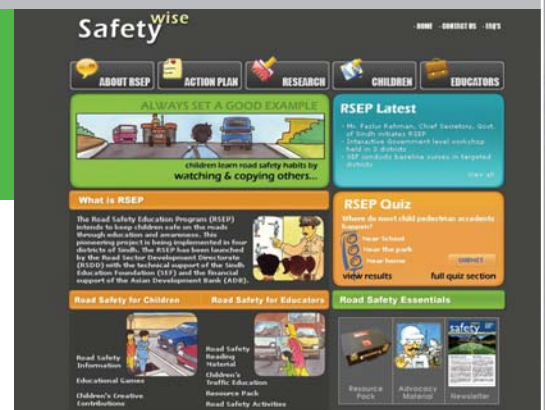 Safetywise
- HOME - CONTACT US - FAQ'S
ABOUT RSEP
ACTION PLAN
RESEARCH
CHILDREN
EDUCATORS
ALWAYS SET A GOOD EXAMPLE
children learn road safety habits by
watching & copying others...
RSEP Latest
- Mr. Fazlur Rehman, Chief Secretary, Govt.
of Sindh initiates RSEP
- Interactive Government level workshop
held in 3 districts
- SEF conducts baseline survey in targeted
districts
View all
What is RSEP
The Road Safety Education Program (RSEP)
intends to keep children safe on the roads
through education and awareness. This
pioneering project is being implemented in four
districts of Sindh. The RSEP has been launched
by the Road Sector Development Directorate
(RSDD) with the technical support of the Sindh
Education Foundation (SEF) and the financial
support of the Asian Development Bank (ADB).
RSEP Quiz
Where do most child pedestrian accidents
happen?
Near School
Near the park
Near home
SUBMIT
view results
full quiz section
Road Safety for Children
Road Safety for Educators
Road Safety
Information
Educational Games
Children's Creative
Contributions
Road Safety
Reading
Material
Children's
Traffic Education
Resource Pack
Road Safety Activities
Road Safety Essentials
safety
Resource
Pack
Advocacy
Material
Newsletter